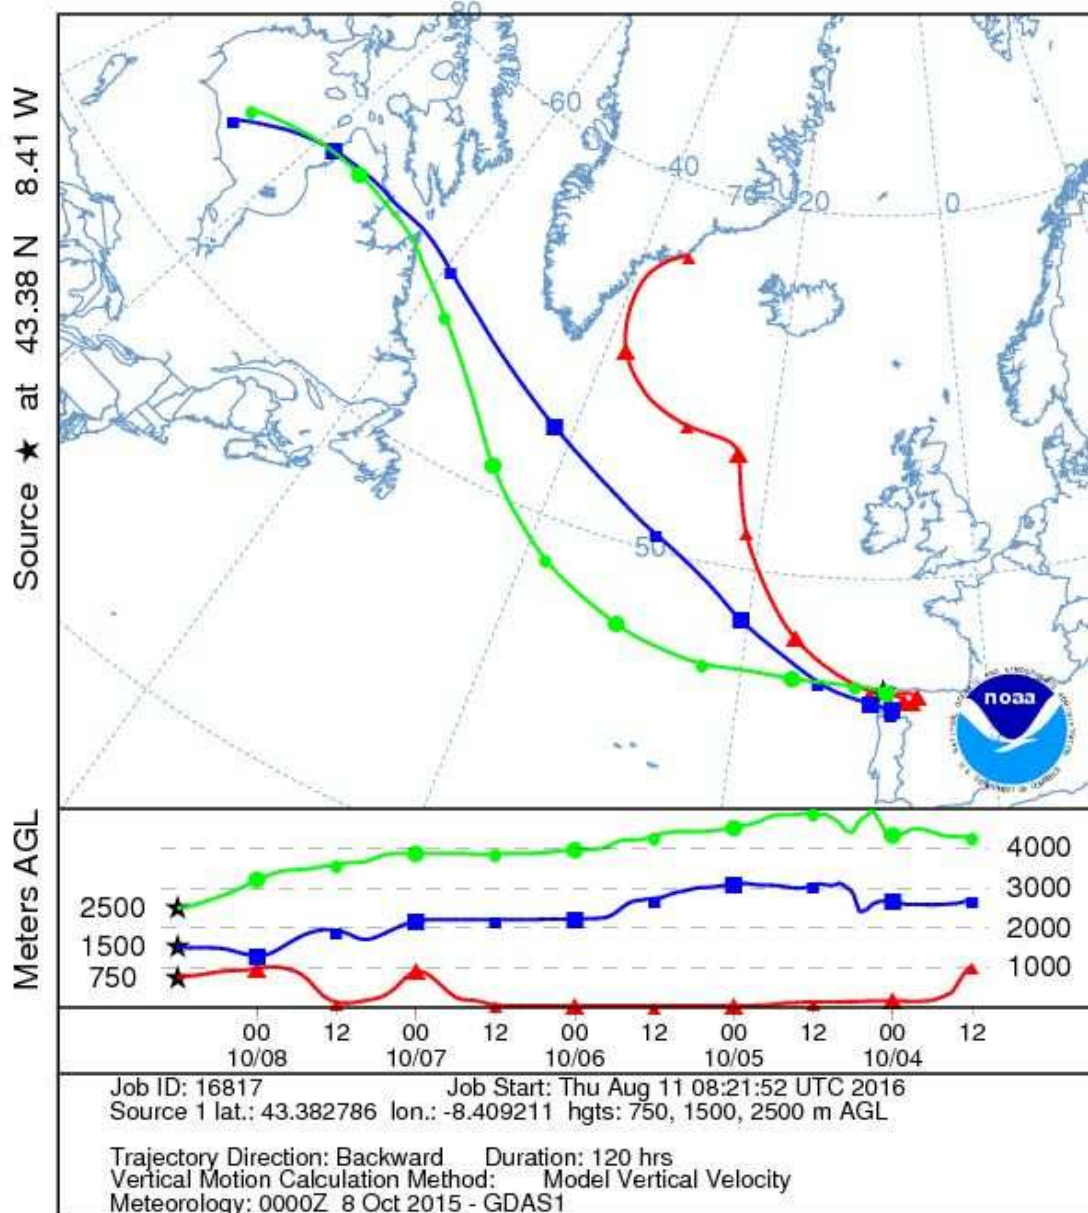 Source ★ at 43.38 N 8.41 W
80
-60
-40
70
-20
0
50
noaa
Meters AGL
4000
3000
2500
2000
1500
1000
750
00 12 00 12 00 12 00 12 00 12
10/08 10/07 10/06 10/05 10/04
Job ID: 16817 Job Start: Thu Aug 11 08:21:52 UTC 2016
Source 1 lat.: 43.382786 lon.: -8.409211 hgts: 750, 1500, 2500 m AGL
Trajectory Direction: Backward Duration: 120 hrs
Vertical Motion Calculation Method: Model Vertical Velocity
Meteorology: 0000Z 8 Oct 2015 - GDAS1